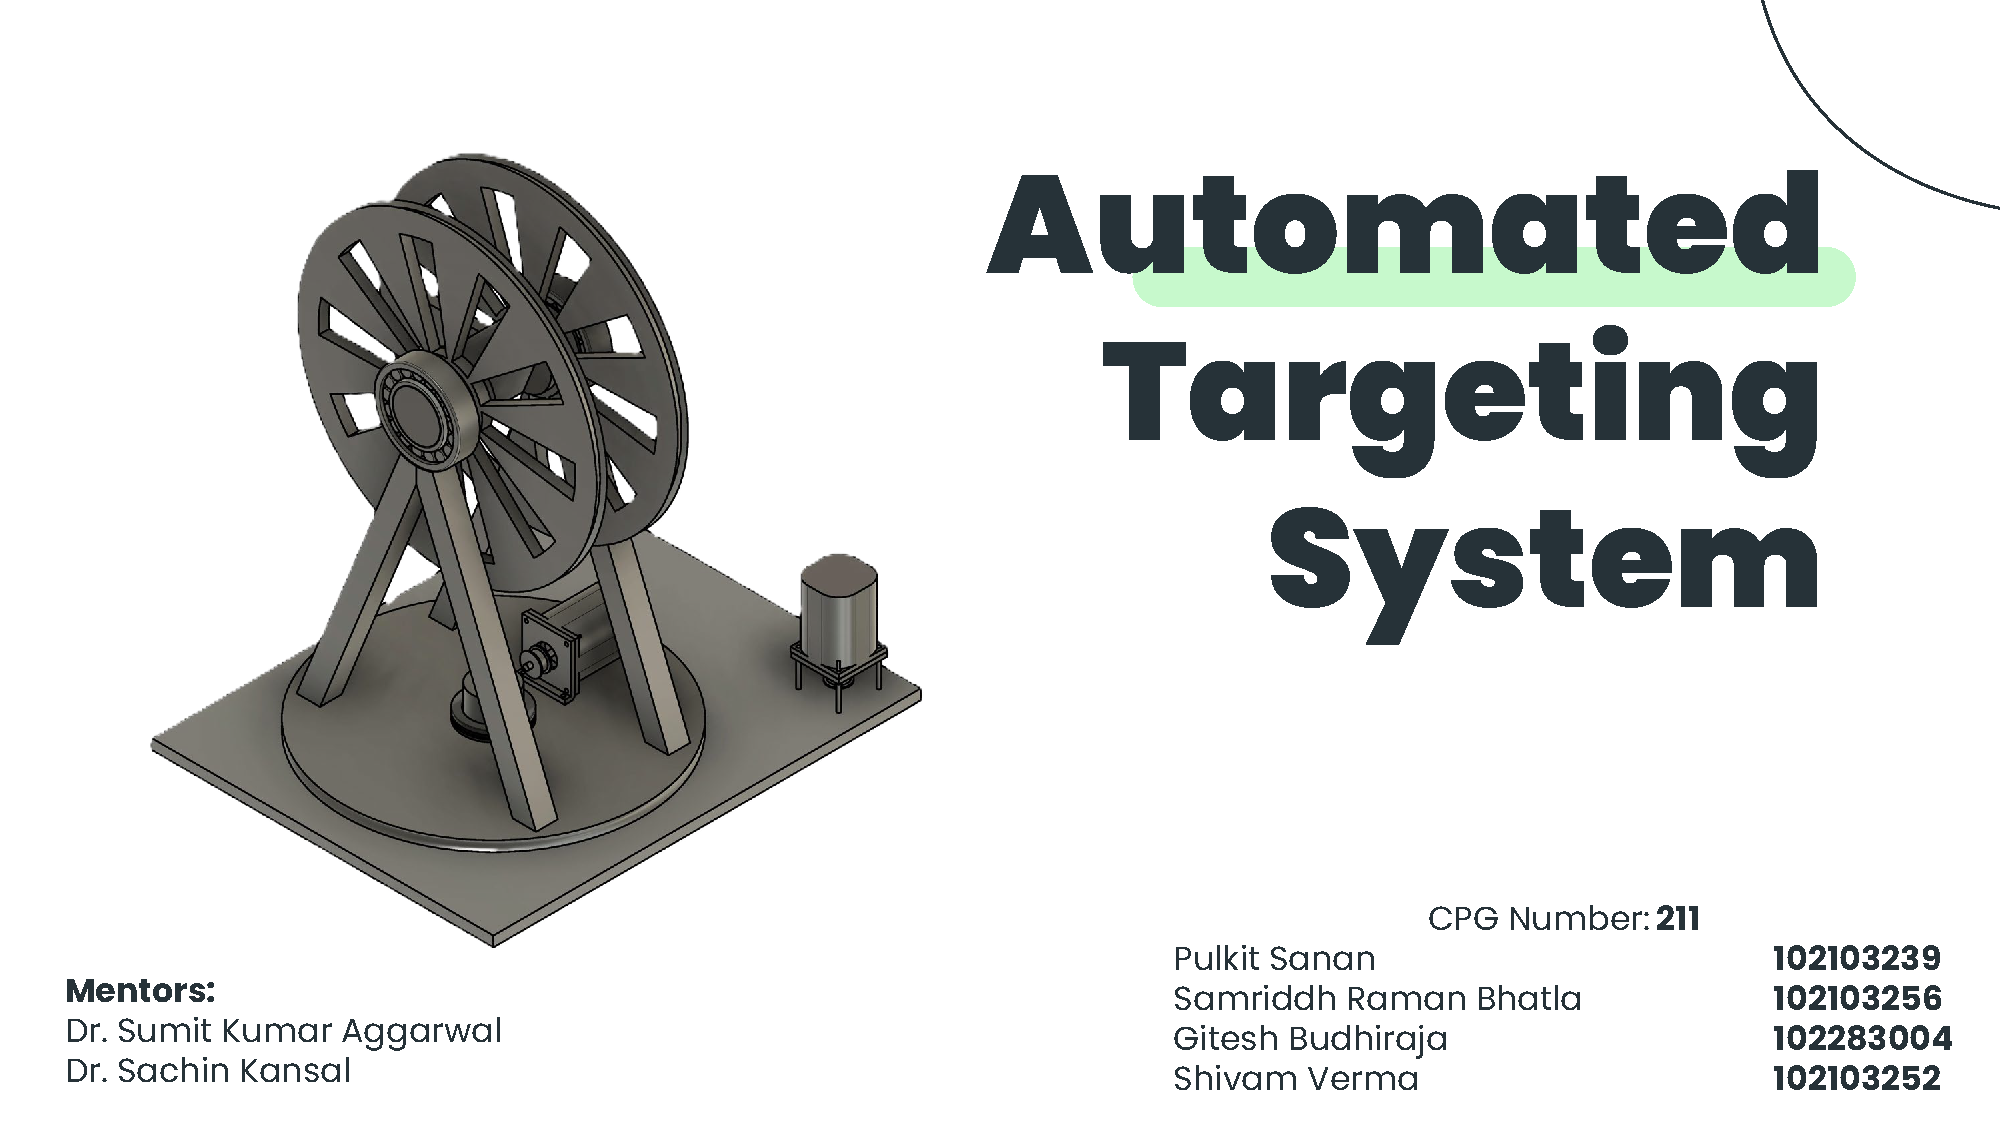 Automated
Targeting
System
Mentors:
Dr. Sumit Kumar Aggarwal
Dr. Sachin Kansal
CPG Number: 211
Pulkit Sanan 102103239
Samriddh Raman Bhatla 102103256
Gitesh Budhiraja 102283004
Shivam Verma 102103252